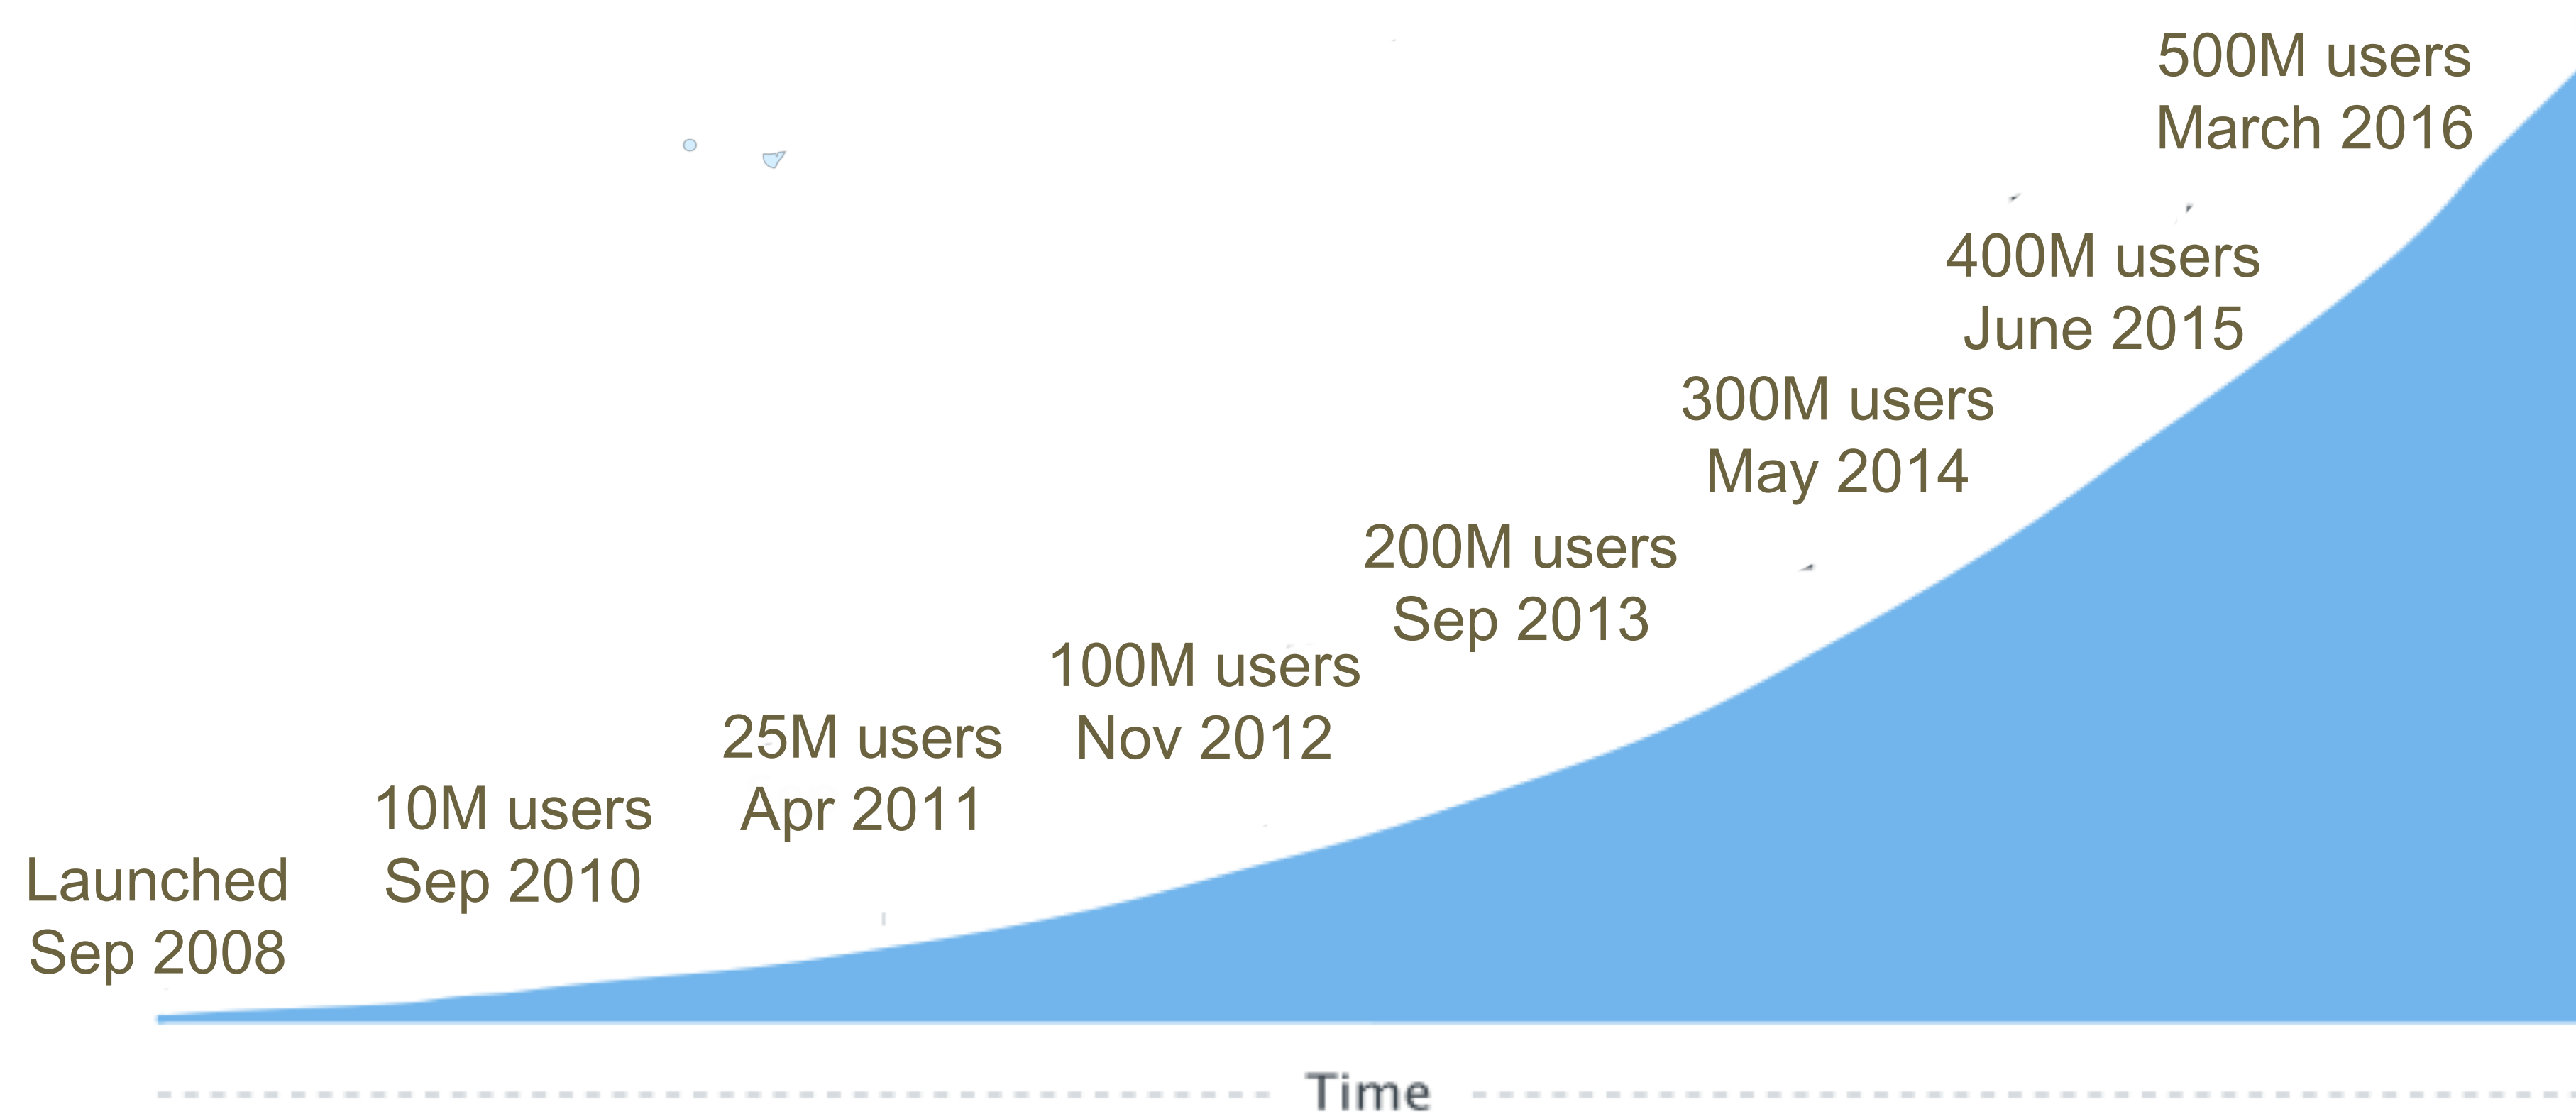 Launched
Sep 2008
10M users
Sep 2010
25M users
Apr 2011
100M users
Nov 2012
200M users
Sep 2013
300M users
May 2014
400M users
June 2015
500M users
March 2016
Time